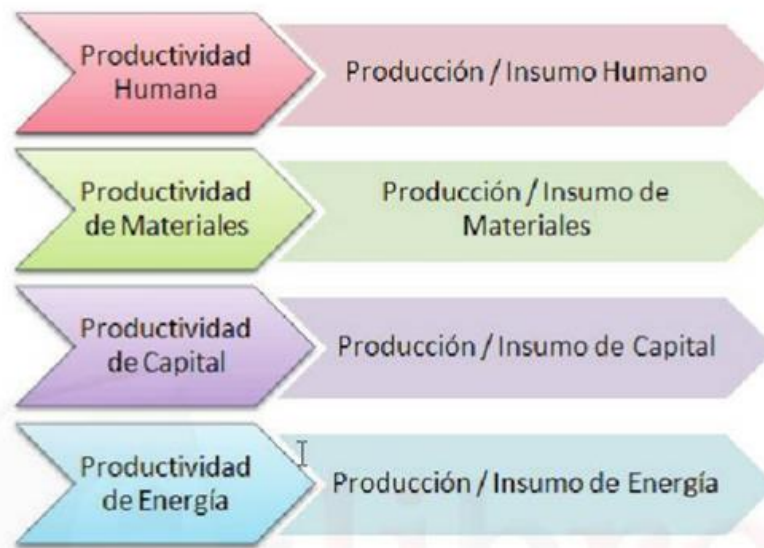 Productividad
Humana
Producción / Insumo Humano
Productividad
de Materiales
Producción / Insumo de
Materiales
Productividad
de Capital
Producción / Insumo de Capital
Productividad
de Energía
Producción / Insumo de Energía